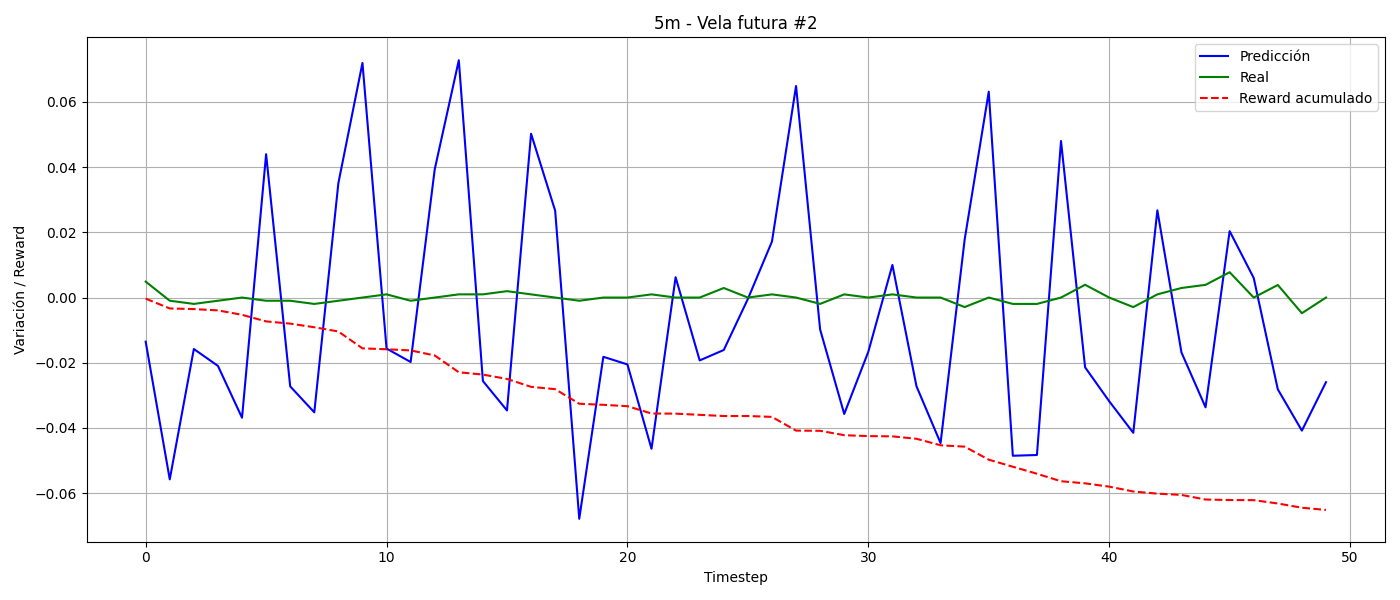 5m - Vela futura #2
Predicción
Real
Reward acumulado
Variación / Reward
0.06
0.04
0.02
0.00
−0.02
−0.04
−0.06
0 10 20 30 40 50
Timestep